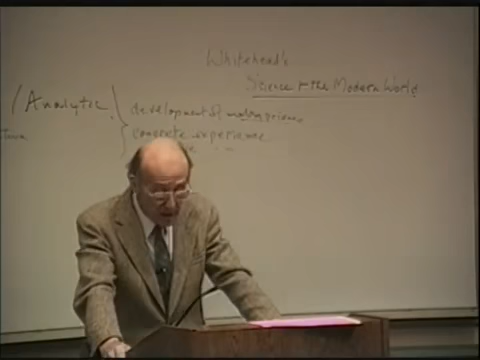 Whitehead's
Science & the Modern World
(Analytic
development of modern science
concrete experience